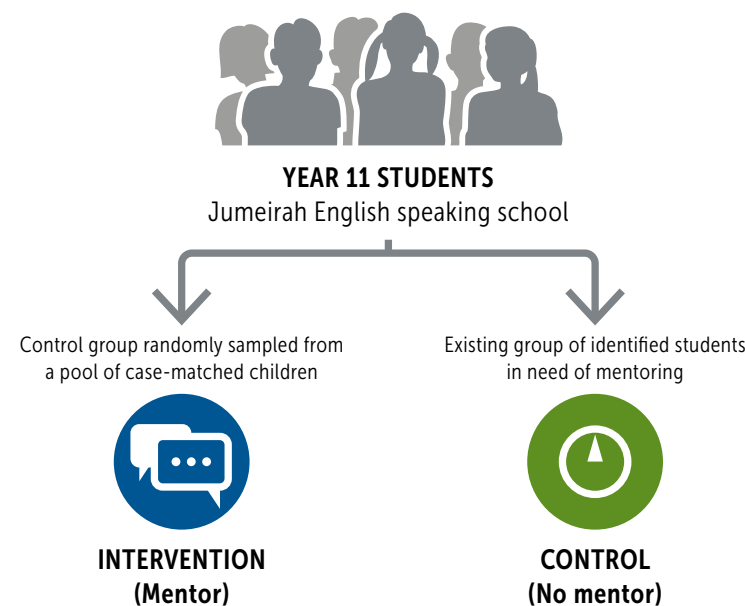 YEAR 11 STUDENTS
Jumeirah English speaking school
Control group randomly sampled from
a pool of case-matched children
Existing group of identified students
in need of mentoring
INTERVENTION
(Mentor)
CONTROL
(No mentor)